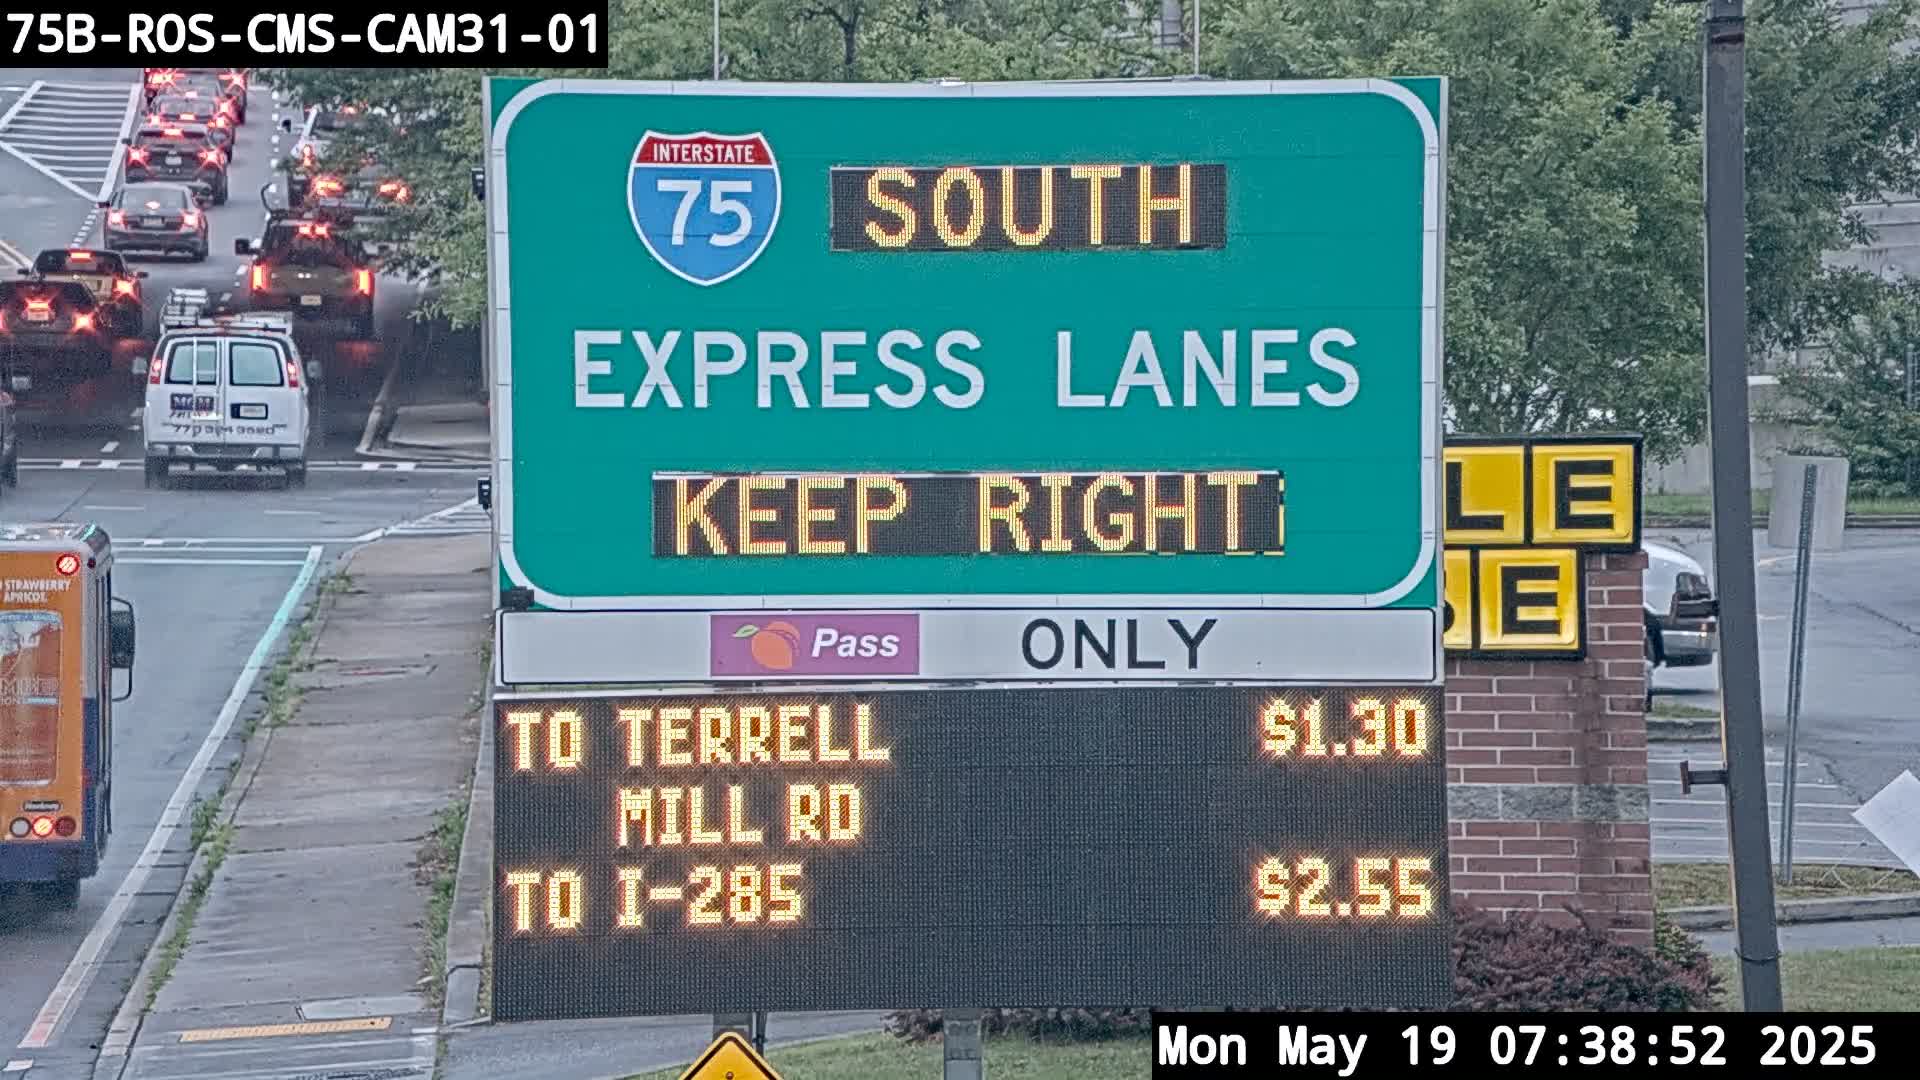 75B-ROS-CMS-CAM31-01
INTERSTATE
75
SOUTH
EXPRESS LANES
KEEP RIGHT
Pass ONLY
TO TERRELL $1.30
MILL RD
TO I-285 $2.55
LE
E
STRAWBERRY
APRICOT.
Mon May 19 07:38:52 2025